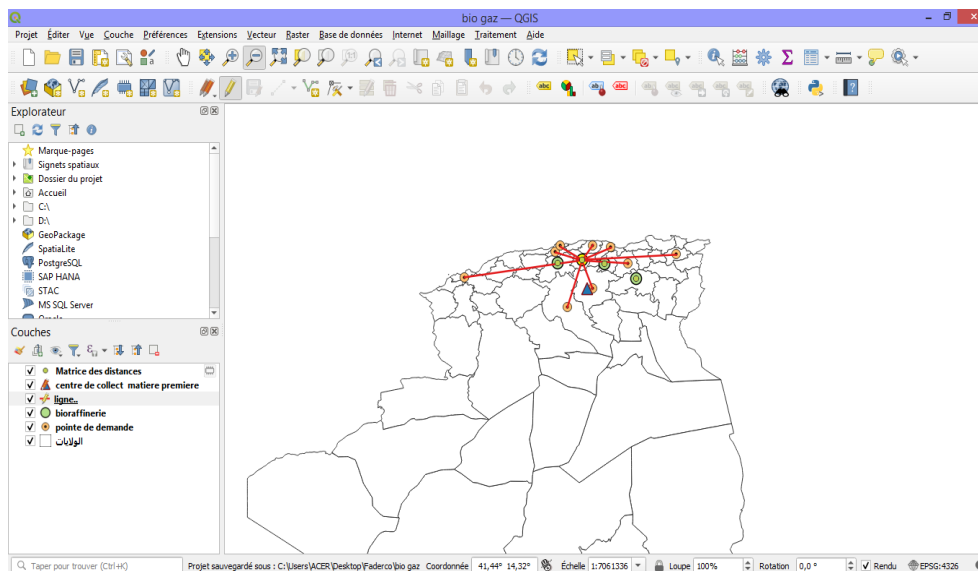 bio gaz — QGIS
Projet Éditer Vue Couche Préférences Extensions Vecteur Raster Base de données Internet Maillage Traitement Aide
abc abc abc
Explorateur
Marque-pages
Signets spatiaux
Dossier du projet
Accueil
C:\
D:\
GeoPackage
SpatiaLite
PostgreSQL
SAP HANA
STAC
MS SQL Server
Couches
Matrice des distances
centre de collect matiere premiere
ligne..
bioraffinerie
pointe de demande
الولايات
Taper pour trouver (Ctrl+K) Projet sauvegardé sous : C:\Users\ACER\Desktop\Faderco\bio gaz Coordonnée 41,44° 14,32° Échelle 1:7061336 Loupe 100% Rotation 0,0 ° Rendu EPSG:4326